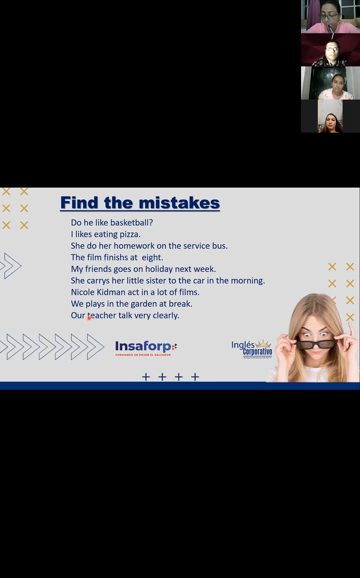 Find the mistakes
Do he like basketball?
I likes eating pizza.
She do her homework on the service bus.
The film finishs at eight.
My friends goes on holiday next week.
She carrys her little sister to the car in the morning.
Nicole Kidman act in a lot of films.
We plays in the garden at break.
Our teacher talk very clearly.
Insaforp
Inglés
Corporativo